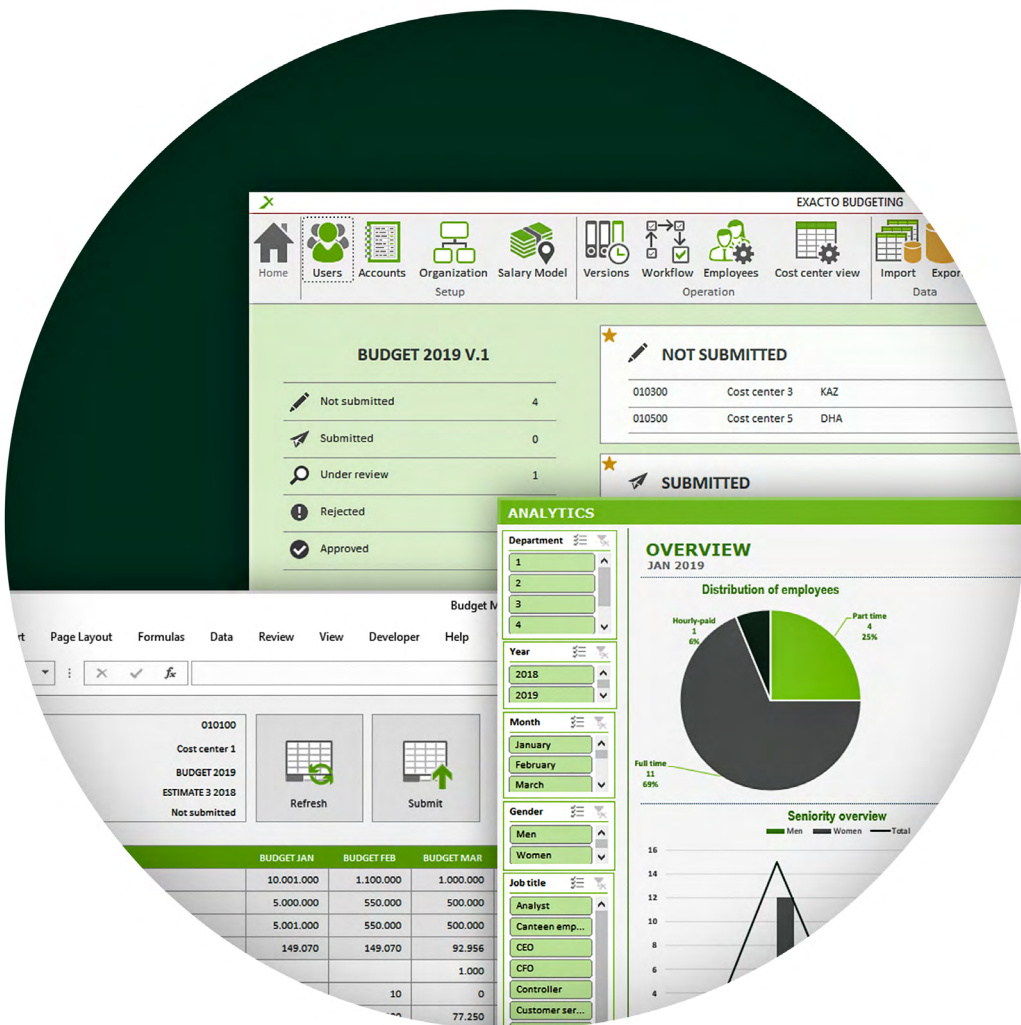 EXACTO BUDGETING
Home Users Accounts Organization Salary Model Versions Workflow Employees Cost center view Import
Setup Operation Data
BUDGET 2019 V.1
Not submitted 4
Submitted 0
Under review 1
Rejected
Approved
NOT SUBMITTED
010300 Cost center 3 KAZ
010500 Cost center 5 DHA
SUBMITTED
Budget
Page Layout Formulas Data Review View Developer Help
fx
010100
Cost center 1
BUDGET 2019
ESTIMATE 3 2018
Not submitted
Refresh
Submit
BUDGET JAN BUDGET FEB BUDGET MAR
10.001.000 1.100.000 1.000.000
5.000.000 550.000 500.000
5.001.000 550.000 500.000
149.070 149.070 92.956
1.000
10 0
77.250
ANALYTICS
Department
1
2
3
4
Year
2018
2019
Month
January
February
March
Gender
Men
Women
Job title
Analyst
Canteen emp...
CEO
CFO
Controller
Customer ser...
OVERVIEW
JAN 2019
Distribution of employees
Hourly-paid
1
6%
Part time
4
25%
Full time
11
69%
Seniority overview
Men Women Total
16
14
12
10
8
6
4